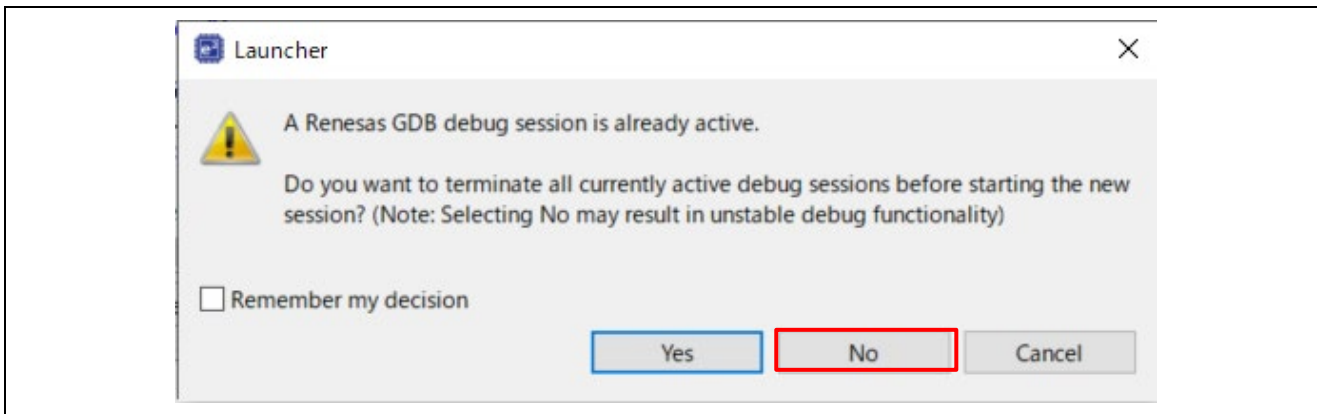 Launcher
A Renesas GDB debug session is already active.
Do you want to terminate all currently active debug sessions before starting the new
session? (Note: Selecting No may result in unstable debug functionality)
Remember my decision
Yes No Cancel